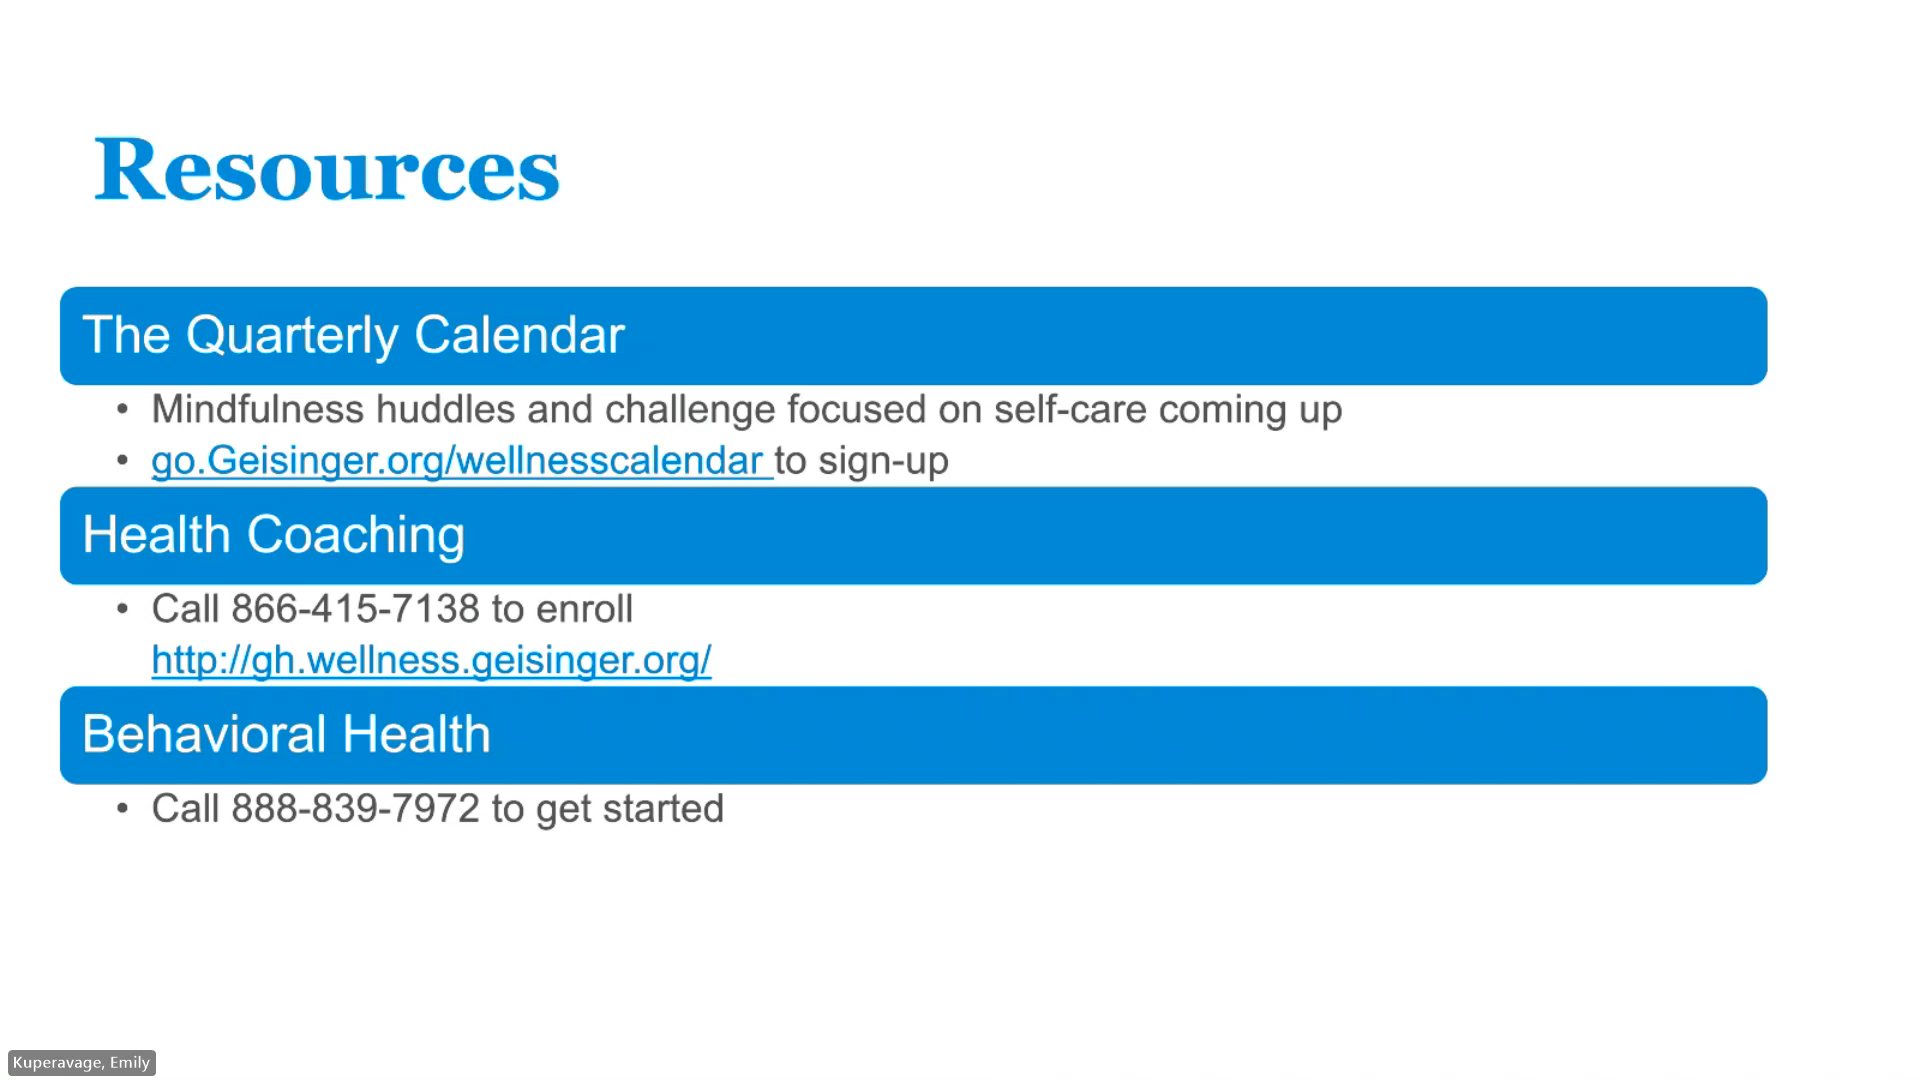 Resources
The Quarterly Calendar
• Mindfulness huddles and challenge focused on self-care coming up
• go.Geisinger.org/wellnesscalendar to sign-up
Health Coaching
• Call 866-415-7138 to enroll
http://gh.wellness.geisinger.org/
Behavioral Health
• Call 888-839-7972 to get started
Kuperavage, Emily